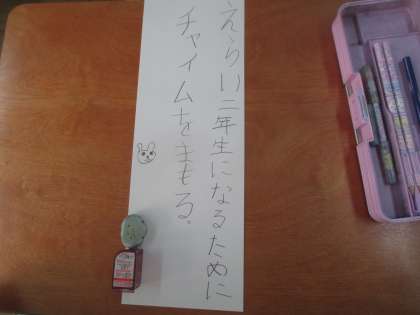 えらい二年生になるために
チャイムをまもる。